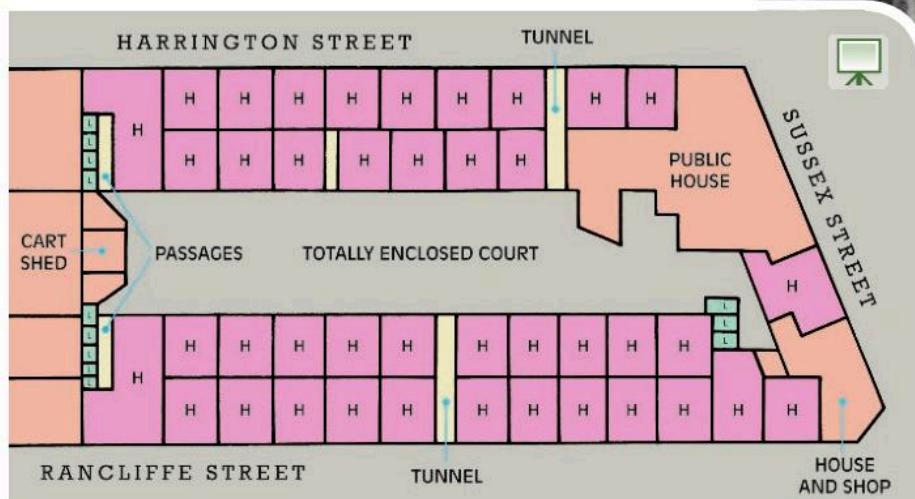 HARRINGTON STREET
TUNNEL
H H H H H H H H H
L
L
L
L
H
H H H H H H H
PUBLIC
HOUSE
SUSSEX STREET
CART
SHED
PASSAGES
TOTALLY ENCLOSED COURT
H
L
L
L
L
L
L
L
L
H
H H H H H H H H H H
H H H H H H H H H H H H
RANCLIFFE STREET
TUNNEL
HOUSE
AND SHOP